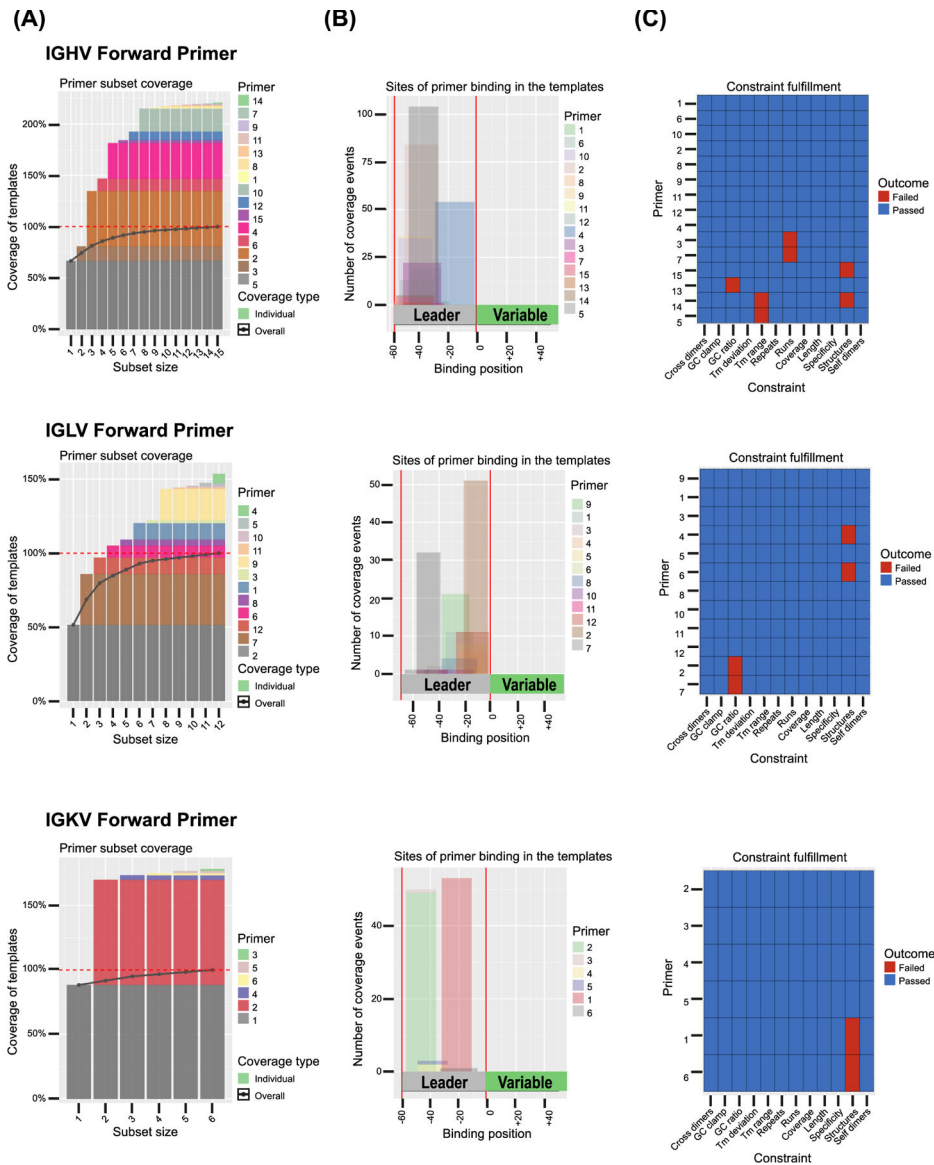 (A)
(B)
(C)
IGHV Forward Primer
Primer subset coverage
Coverage of templates
200%
150%
100%
50%
0%
1 2 3 4 5 6 7 8 9 10 11 12 13 14 15
Subset size
Primer
14
7
9
11
13
8
1
10
12
15
4
6
2
3
5
Coverage type
Individual
Overall
Sites of primer binding in the templates
Number of coverage events
100
75
50
25
0
Leader
Variable
-60 -40 -20 0 +20 +40
Binding position
Primer
1
6
10
2
8
9
11
12
4
3
7
15
13
14
5
Constraint fulfillment
Primer
1
6
10
2
8
9
11
12
4
3
7
15
13
14
5
Cross dimers
GC clamp
GC ratio
Tm deviation
Tm range
Repeats
Runs
Coverage
Length
Specificity
Structures
Self dimers
Constraint
Outcome
Failed
Passed
IGLV Forward Primer
Primer subset coverage
Coverage of templates
150%
100%
50%
0%
1 2 3 4 5 6 7 8 9 10 11 12
Subset size
Primer
4
5
10
11
9
3
1
8
6
12
7
2
Coverage type
Individual
Overall
Sites of primer binding in the templates
Number of coverage events
50
40
30
20
10
0
Leader
Variable
-60 -40 -20 0 +20 +40
Binding position
Primer
9
1
3
4
5
6
8
10
11
12
2
7
Constraint fulfillment
Primer
9
1
3
4
5
6
8
10
11
12
2
7
Cross dimers
GC clamp
GC ratio
Tm deviation
Tm range
Repeats
Runs
Coverage
Length
Specificity
Structures
Self dimers
Constraint
Outcome
Failed
Passed
IGKV Forward Primer
Primer subset coverage
Coverage of templates
150%
100%
50%
0%
1 2 3 4 5 6
Subset size
Primer
3
5
6
4
2
1
Coverage type
Individual
Overall
Sites of primer binding in the templates
Number of coverage events
40
20
0
Leader
Variable
-60 -40 -20 0 +20 +40
Binding position
Primer
2
3
4
5
1
6
Constraint fulfillment
Primer
2
3
4
5
1
6
Cross dimers
GC clamp
GC ratio
Tm deviation
Tm range
Repeats
Runs
Coverage
Length
Specificity
Structures
Self dimers
Constraint
Outcome
Failed
Passed